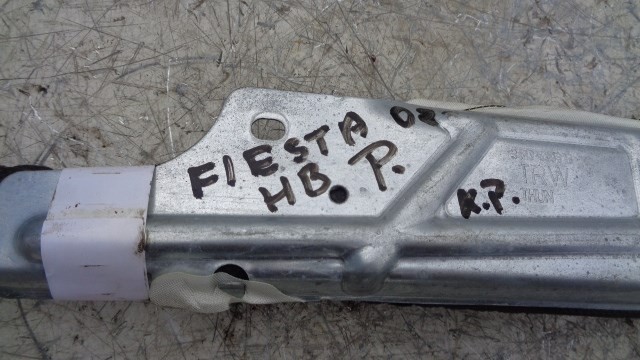 FIESTA 02
HB P.
TRW
K.P.